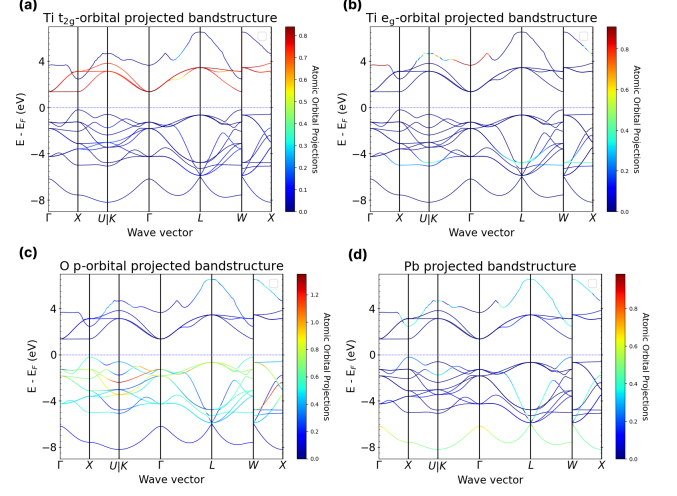 (a)
Ti t2g-orbital projected bandstructure
4
0
−4
−8
E - EF (eV)
Γ X U|K Γ L W X
Wave vector
0.8
0.7
0.6
0.5
0.4
0.3
0.2
0.1
0.0
Atomic Orbital Projections
(b)
Ti eg-orbital projected bandstructure
4
0
−4
−8
E - EF (eV)
Γ X U|K Γ L W X
Wave vector
0.8
0.6
0.4
0.2
0.0
Atomic Orbital Projections
(c)
O p-orbital projected bandstructure
4
0
−4
−8
E - EF (eV)
Γ X U|K Γ L W X
Wave vector
1.2
1.0
0.8
0.6
0.4
0.2
0.0
Atomic Orbital Projections
(d)
Pb projected bandstructure
4
0
−4
−8
E - EF (eV)
Γ X U|K Γ L W X
Wave vector
0.8
0.6
0.4
0.2
0.0
Atomic Orbital Projections